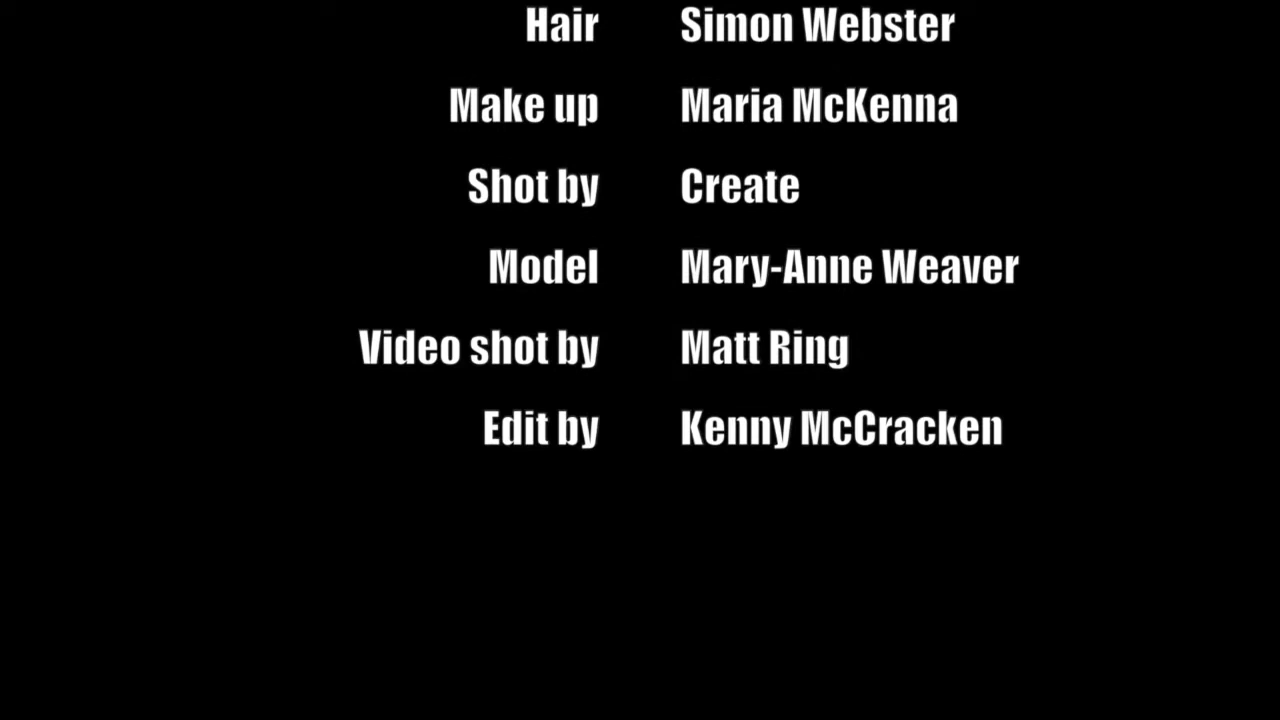 Hair Simon Webster
Make up Maria McKenna
Shot by Create
Model Mary-Anne Weaver
Video shot by Matt Ring
Edit by Kenny McCracken